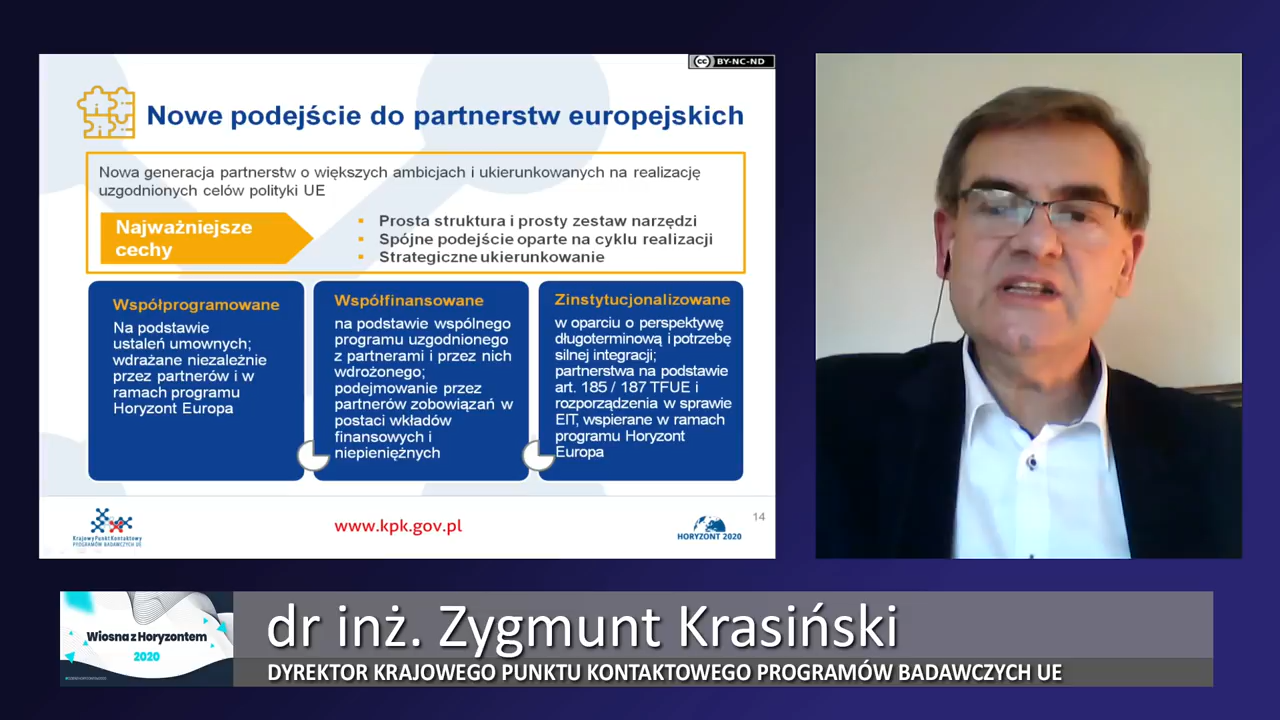 BY-NC-ND
Nowe podejście do partnerstw europejskich
Nowa generacja partnerstw o większych ambicjach i ukierunkowanych na realizację
uzgodnionych celów polityki UE
Najważniejsze
cechy
▪ Prosta struktura i prosty zestaw narzędzi
▪ Spójne podejście oparte na cyklu realizacji
▪ Strategiczne ukierunkowanie
Współprogramowane
Na podstawie
ustaleń umownych;
wdrażane niezależnie
przez partnerów i w
ramach programu
Horyzont Europa
Współfinansowane
na podstawie wspólnego
programu uzgodnionego
z partnerami i przez nich
wdrożonego;
podejmowanie przez
partnerów zobowiązań w
postaci wkładów
finansowych i
niepieniężnych
Zinstytucjonalizowane
w oparciu o perspektywę
długoterminową i potrzebę
silnej integracji;
partnerstwa na podstawie
art. 185 / 187 TFUE i
rozporządzenia w sprawie
EIT, wspierane w ramach
programu Horyzont
Europa
Krajowy Punkt Kontaktowy
PROGRAMÓW BADAWCZYCH UE
www.kpk.gov.pl
HORYZONT 2020
14
Wiosna z Horyzontem
2020
dr inż. Zygmunt Krasiński
DYREKTOR KRAJOWEGO PUNKTU KONTAKTOWEGO PROGRAMÓW BADAWCZYCH UE